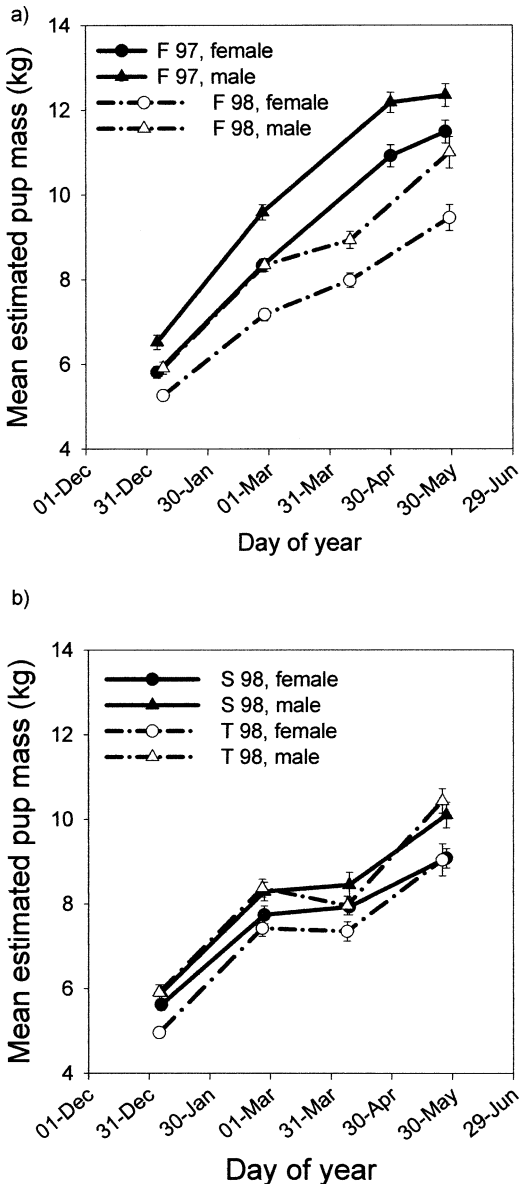 a)
14
12
10
8
6
4
Mean estimated pup mass (kg)
F 97, female
F 97, male
F 98, female
F 98, male
01-Dec
31-Dec
30-Jan
01-Mar
31-Mar
30-Apr
30-May
29-Jun
Day of year
b)
14
12
10
8
6
4
Mean estimated pup mass (kg)
S 98, female
S 98, male
T 98, female
T 98, male
01-Dec
31-Dec
30-Jan
01-Mar
31-Mar
30-Apr
30-May
29-Jun
Day of year